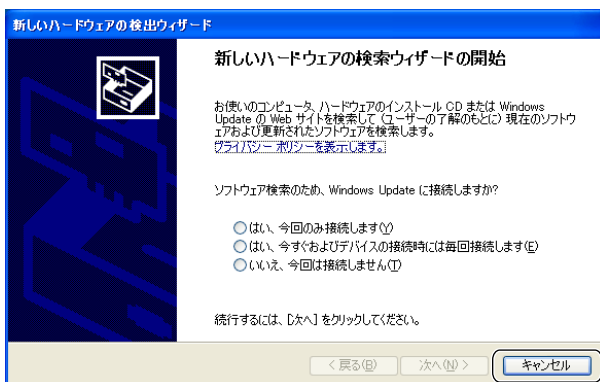 新しいハードウェアの検出ウィザード
新しいハードウェアの検索ウィザードの開始
お使いのコンピュータ、ハードウェアのインストール CD または Windows
Update の Web サイトを検索して (ユーザーの了解のもとに) 現在のソフトウ
ェアおよび更新されたソフトウェアを検索します。
プライバシー ポリシーを表示します。
ソフトウェア検索のため、Windows Update に接続しますか?
はい、今回のみ接続します(Y)
はい、今すぐおよびデバイスの接続時には毎回接続します(E)
いいえ、今回は接続しません(T)
続行するには、[次へ] をクリックしてください。
< 戻る(B) 次へ(N) > キャンセル